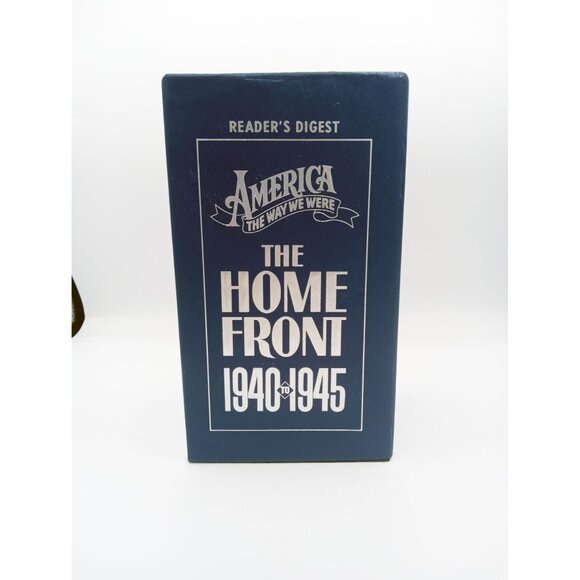 READER'S DIGEST
AMERICA
THE WAY WE WERE
THE
HOME
FRONT
1940 TO 1945